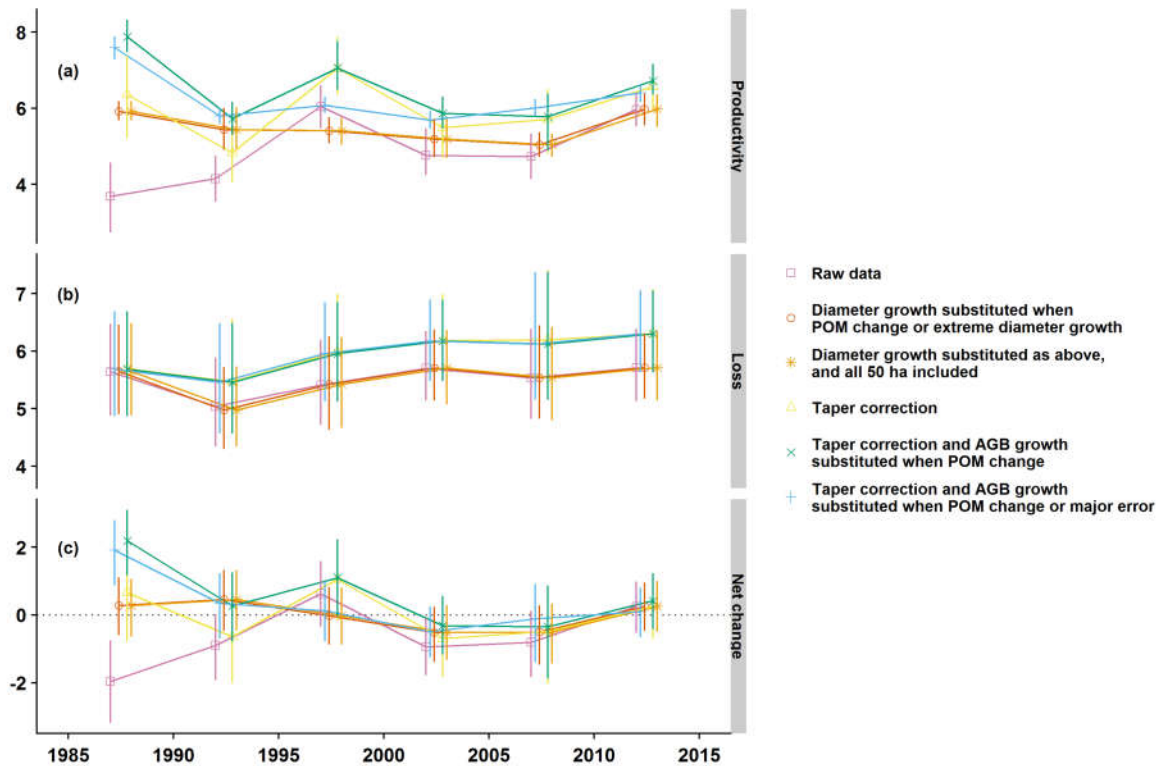 8
6
4
(a)
Productivity
7
6
5
4
(b)
Loss
2
0
-2
(c)
Net change
1985 1990 1995 2000 2005 2010 2015
Raw data
Diameter growth substituted when
POM change or extreme diameter growth
Diameter growth substituted as above,
and all 50 ha included
Taper correction
Taper correction and AGB growth
substituted when POM change
Taper correction and AGB growth
substituted when POM change or major error